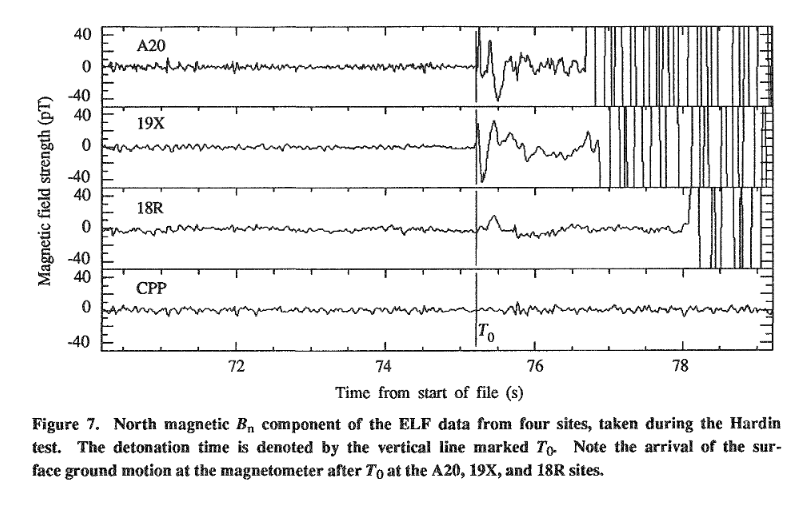 40
A20
0
-40
40
19X
0
-40
40
18R
0
-40
40
CPP
0
-40
T0
Magnetic field strength (pT)
72 74 76 78
Time from start of file (s)
Figure 7. North magnetic Bn component of the ELF data from four sites, taken during the Hardin
test. The detonation time is denoted by the vertical line marked T0. Note the arrival of the sur-
face ground motion at the magnetometer after T0 at the A20, 19X, and 18R sites.